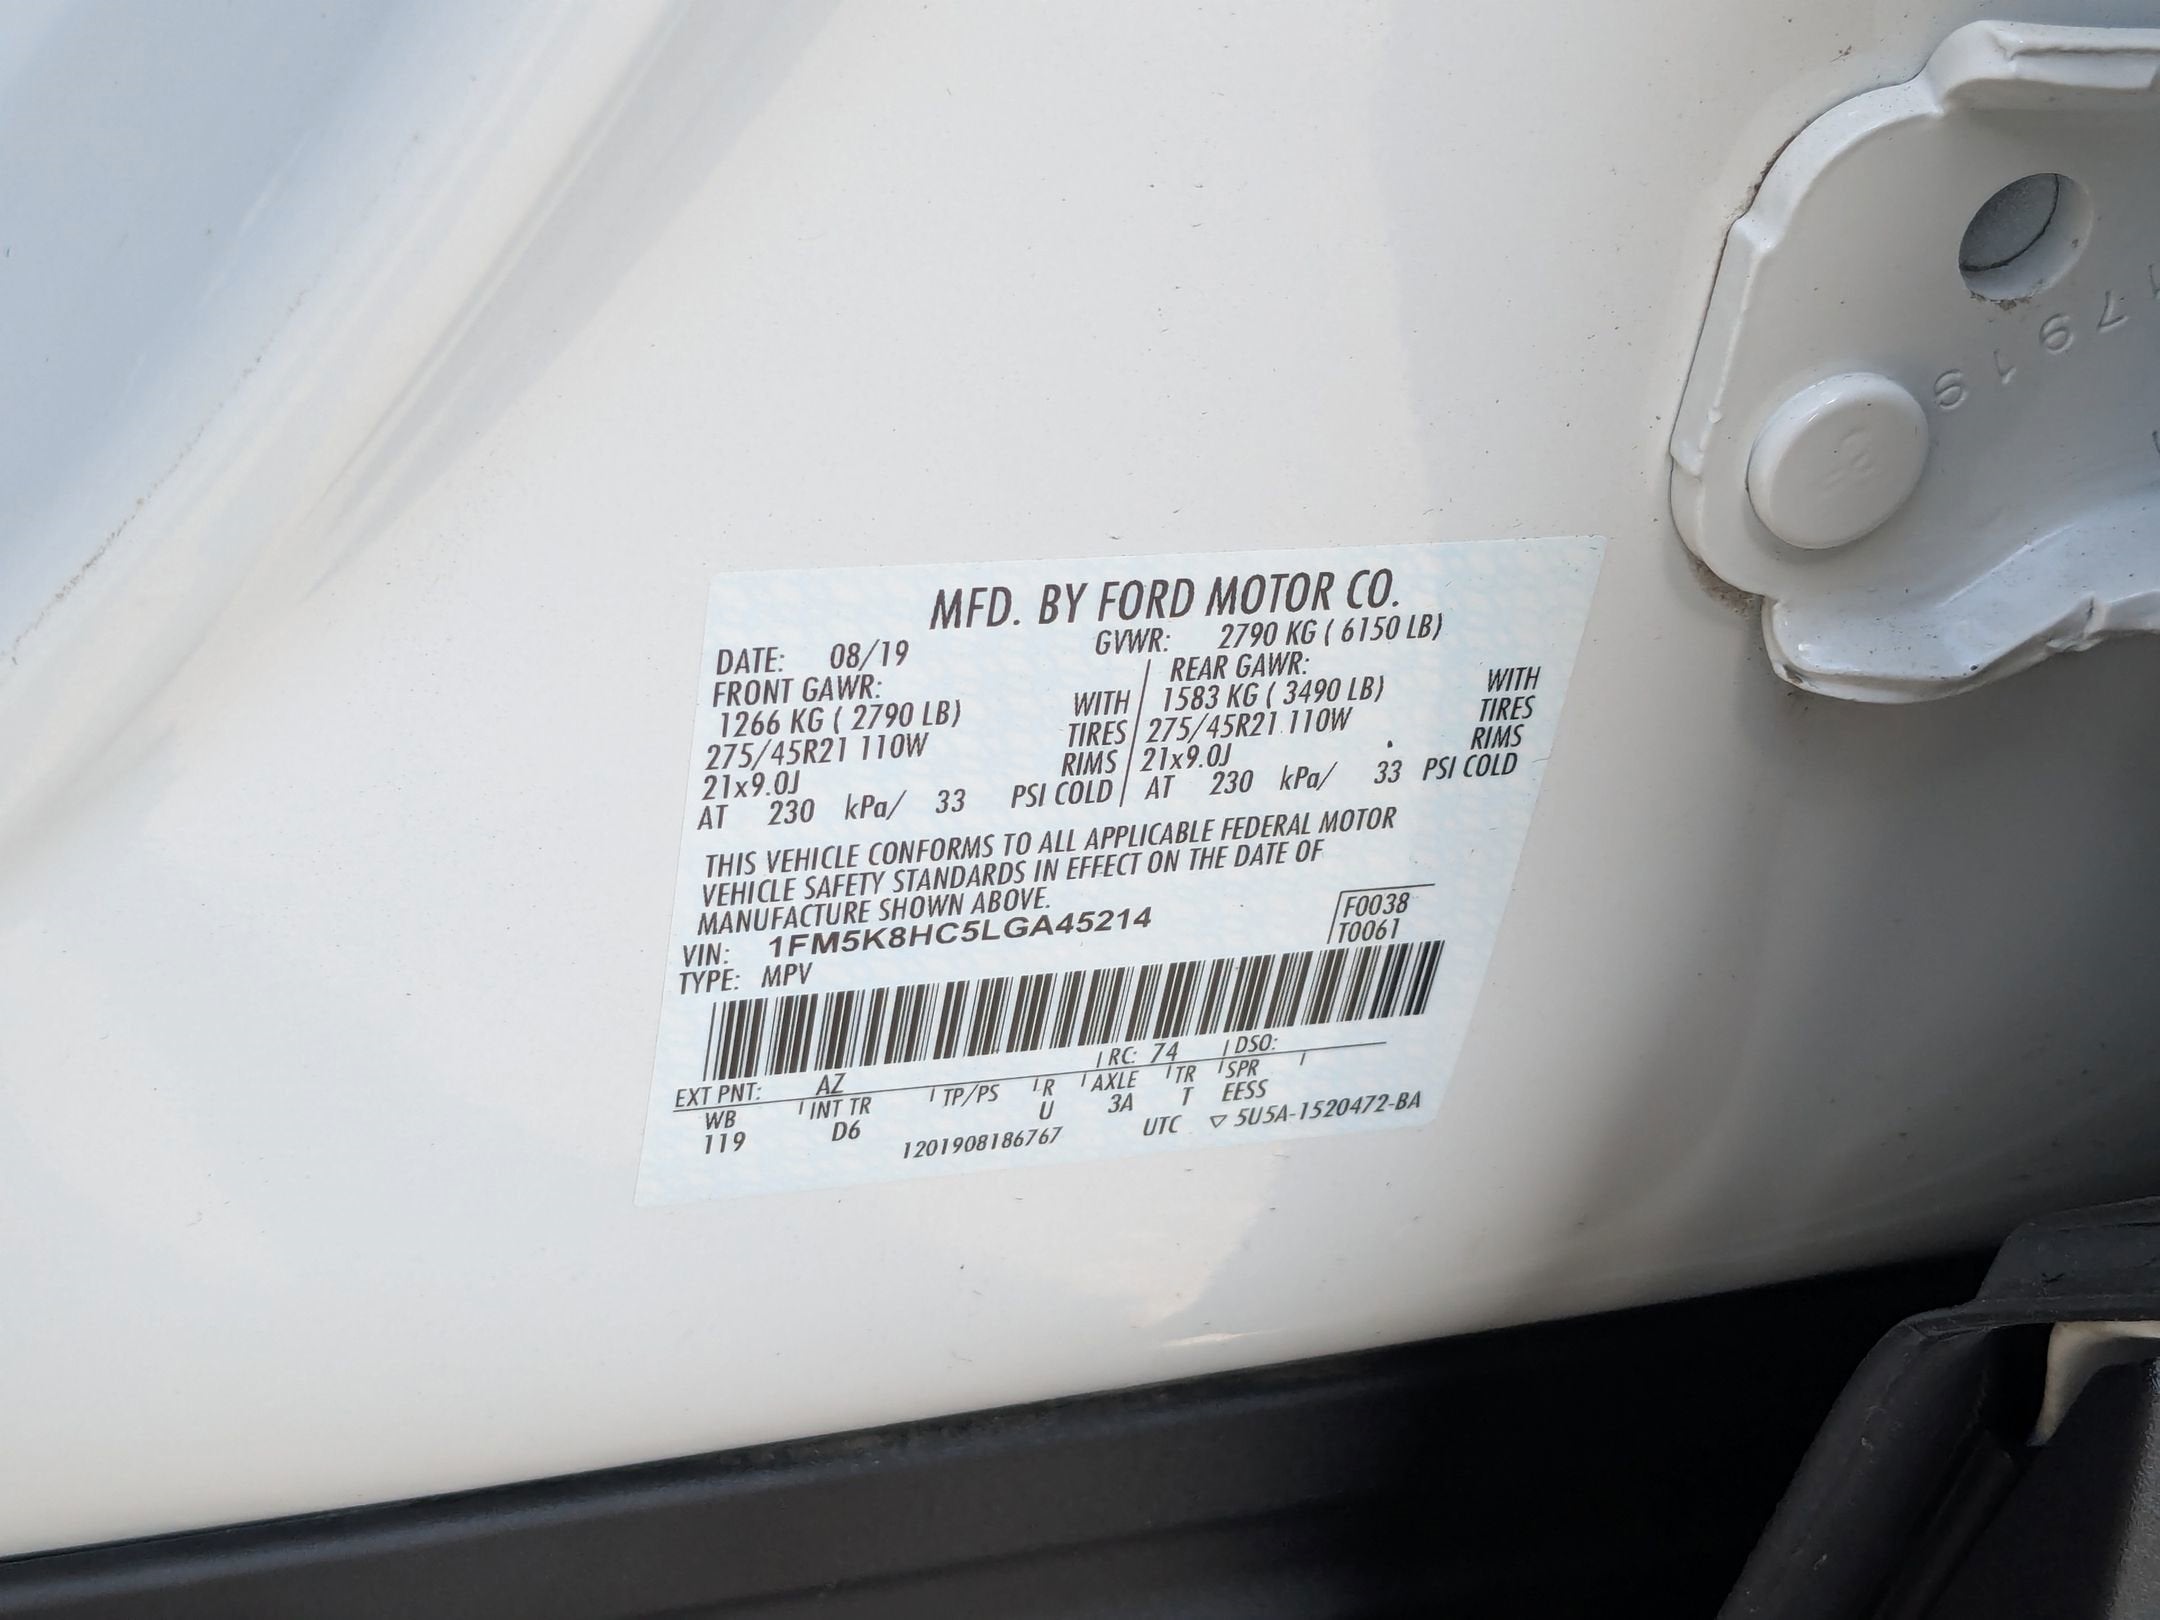 MFD. BY FORD MOTOR CO.
DATE: 08/19 GVWR: 2790 KG ( 6150 LB)
FRONT GAWR: REAR GAWR:
1266 KG ( 2790 LB) WITH 1583 KG ( 3490 LB) WITH
275/45R21 110W TIRES 275/45R21 110W TIRES
21x9.0J RIMS 21x9.0J RIMS
AT 230 kPa/ 33 PSI COLD AT 230 kPa/ 33 PSI COLD
THIS VEHICLE CONFORMS TO ALL APPLICABLE FEDERAL MOTOR
VEHICLE SAFETY STANDARDS IN EFFECT ON THE DATE OF
MANUFACTURE SHOWN ABOVE.
VIN: 1FM5K8HC5LGA45214 F0038
TYPE: MPV T0061
EXT PNT: AZ RC: 74 DSO:
WB INT TR TP/PS R AXLE TR SPR
119 D6 U 3A T EESS
1201908186767 UTC ▽ 5U5A-1520472-BA